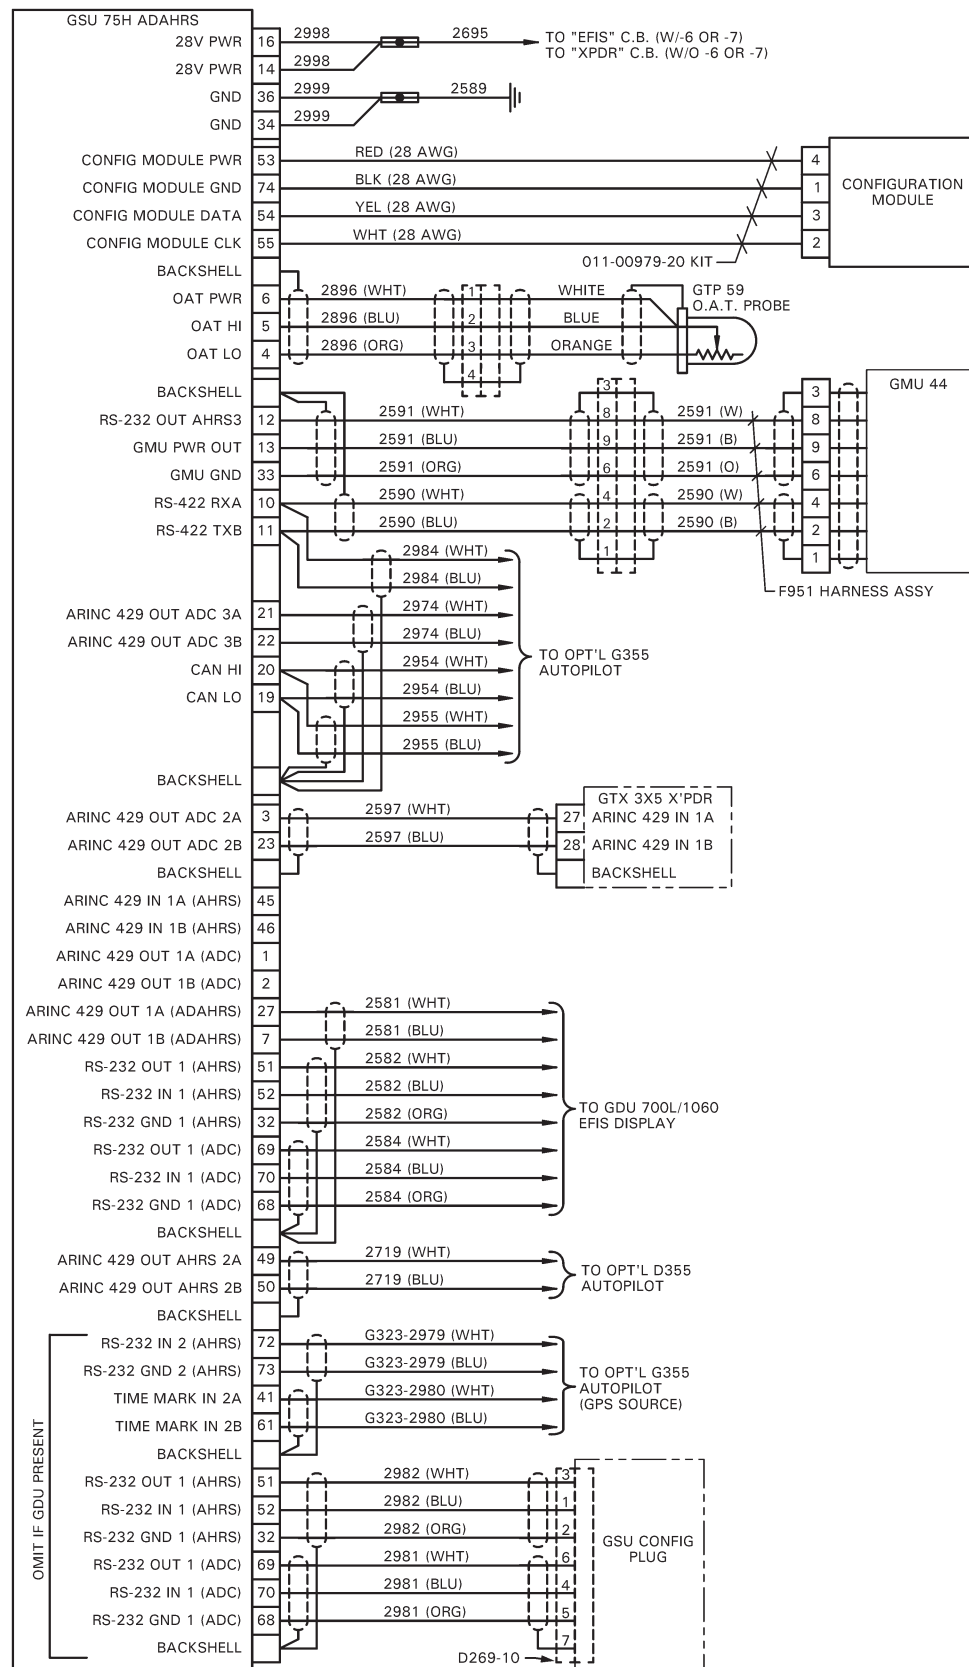 GSU 75H ADAHRS
28V PWR 16 2998 2695 TO "EFIS" C.B. (W/-6 OR -7)
TO "XPDR" C.B. (W/O -6 OR -7)
28V PWR 14 2998
GND 36 2999 2589
GND 34 2999
CONFIG MODULE PWR 53 RED (28 AWG) 4
CONFIG MODULE GND 74 BLK (28 AWG) 1 CONFIGURATION
MODULE
CONFIG MODULE DATA 54 YEL (28 AWG) 3
CONFIG MODULE CLK 55 WHT (28 AWG) 2
011-00979-20 KIT
BACKSHELL
OAT PWR 6 2896 (WHT) 1 WHITE GTP 59
O.A.T. PROBE
OAT HI 5 2896 (BLU) 2 BLUE
OAT LO 4 2896 (ORG) 3 ORANGE
4
BACKSHELL 3 3 GMU 44
RS-232 OUT AHRS3 12 2591 (WHT) 8 2591 (W) 8
GMU PWR OUT 13 2591 (BLU) 9 2591 (B) 9
GMU GND 33 2591 (ORG) 6 2591 (O) 6
RS-422 RXA 10 2590 (WHT) 4 2590 (W) 4
RS-422 TXB 11 2590 (BLU) 2 2590 (B) 2
2984 (WHT) 1 1
2984 (BLU) F951 HARNESS ASSY
ARINC 429 OUT ADC 3A 21 2974 (WHT)
ARINC 429 OUT ADC 3B 22 2974 (BLU)
CAN HI 20 2954 (WHT) TO OPT'L G355
AUTOPILOT
CAN LO 19 2954 (BLU)
2955 (WHT)
2955 (BLU)
BACKSHELL
GTX 3X5 X'PDR
ARINC 429 OUT ADC 2A 3 2597 (WHT) 27 ARINC 429 IN 1A
ARINC 429 OUT ADC 2B 23 2597 (BLU) 28 ARINC 429 IN 1B
BACKSHELL BACKSHELL
ARINC 429 IN 1A (AHRS) 45
ARINC 429 IN 1B (AHRS) 46
ARINC 429 OUT 1A (ADC) 1
ARINC 429 OUT 1B (ADC) 2
ARINC 429 OUT 1A (ADAHRS) 27 2581 (WHT)
ARINC 429 OUT 1B (ADAHRS) 7 2581 (BLU)
RS-232 OUT 1 (AHRS) 51 2582 (WHT)
RS-232 IN 1 (AHRS) 52 2582 (BLU)
RS-232 GND 1 (AHRS) 32 2582 (ORG) TO GDU 700L/1060
EFIS DISPLAY
RS-232 OUT 1 (ADC) 69 2584 (WHT)
RS-232 IN 1 (ADC) 70 2584 (BLU)
RS-232 GND 1 (ADC) 68 2584 (ORG)
BACKSHELL
ARINC 429 OUT AHRS 2A 49 2719 (WHT) TO OPT'L D355
AUTOPILOT
ARINC 429 OUT AHRS 2B 50 2719 (BLU)
BACKSHELL
OMIT IF GDU PRESENT
RS-232 IN 2 (AHRS) 72 G323-2979 (WHT)
RS-232 GND 2 (AHRS) 73 G323-2979 (BLU) TO OPT'L G355
AUTOPILOT
(GPS SOURCE)
TIME MARK IN 2A 41 G323-2980 (WHT)
TIME MARK IN 2B 61 G323-2980 (BLU)
BACKSHELL
RS-232 OUT 1 (AHRS) 51 2982 (WHT) 3
RS-232 IN 1 (AHRS) 52 2982 (BLU) 1
RS-232 GND 1 (AHRS) 32 2982 (ORG) 2 GSU CONFIG
PLUG
RS-232 OUT 1 (ADC) 69 2981 (WHT) 6
RS-232 IN 1 (ADC) 70 2981 (BLU) 4
RS-232 GND 1 (ADC) 68 2981 (ORG) 5
BACKSHELL 7
D269-10